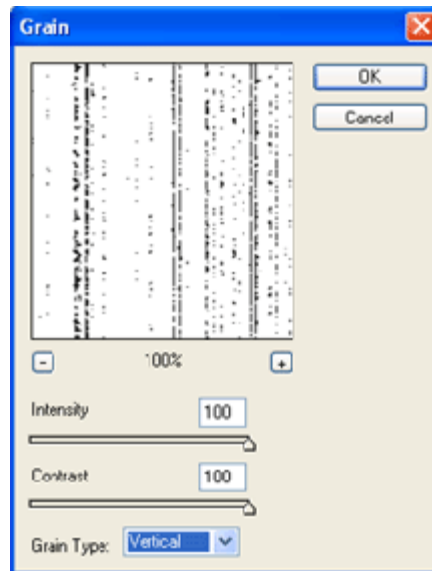 Grain
OK
Cancel
- 100% +
Intensity 100
Contrast 100
Grain Type: Vertical